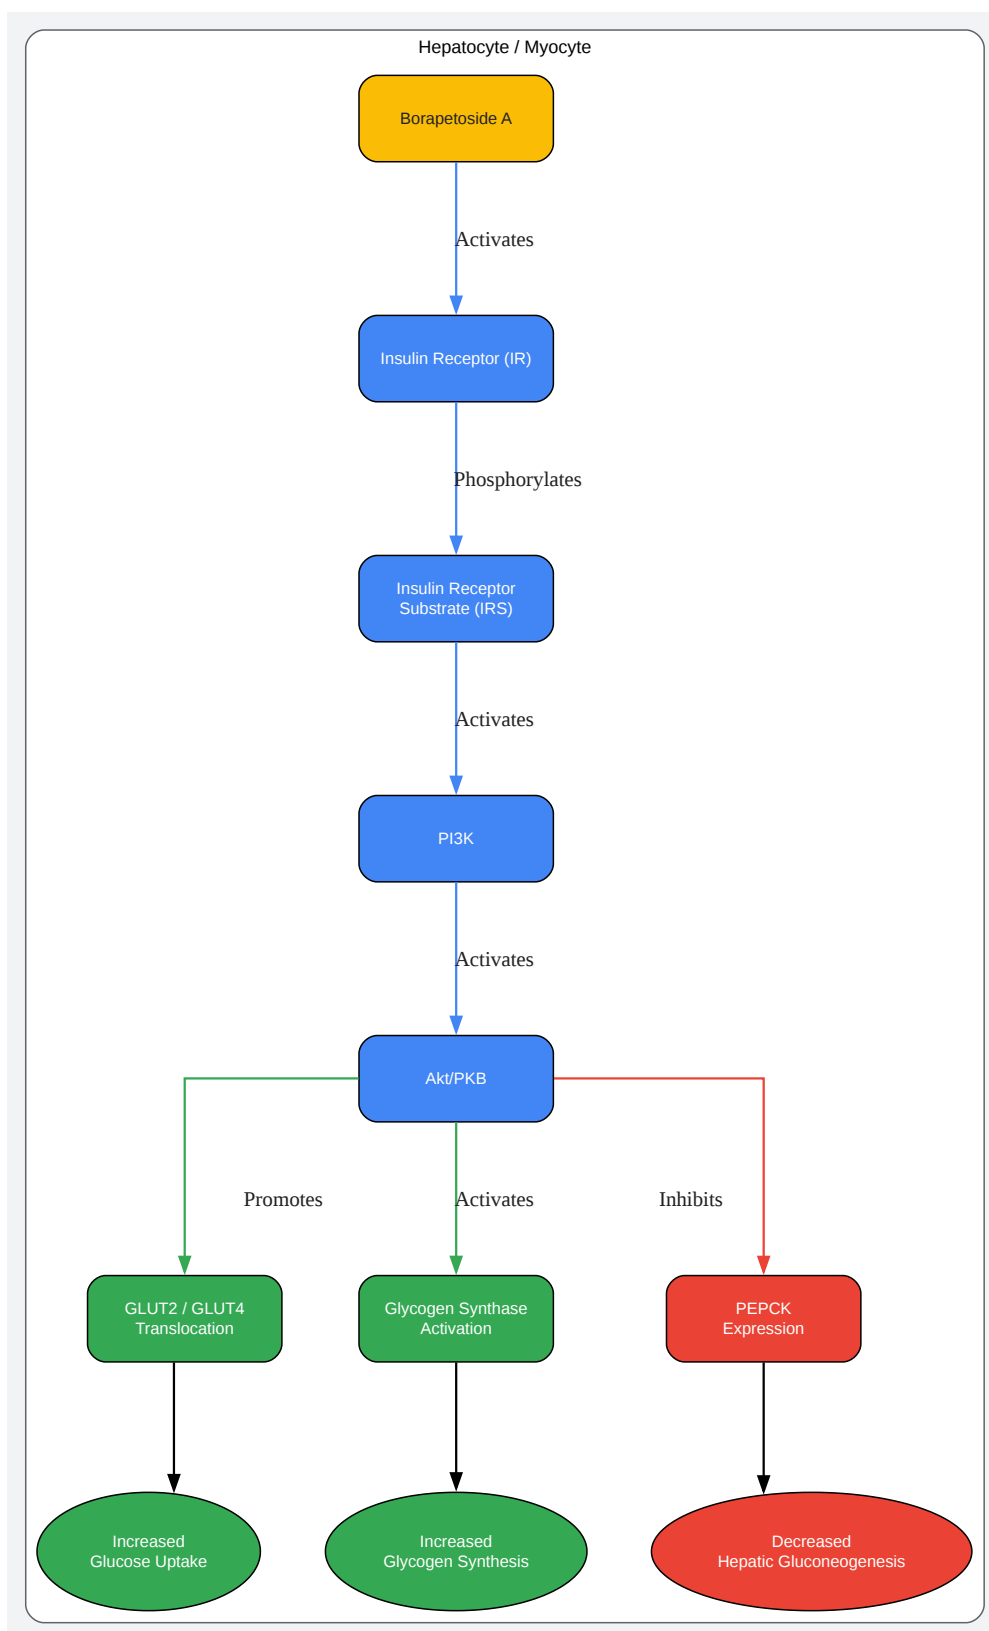 Hepatocyte / Myocyte
Borapetoside A
Activates
Insulin Receptor (IR)
Phosphorylates
Insulin Receptor
Substrate (IRS)
Activates
PI3K
Activates
Akt/PKB
Promotes
Activates
Inhibits
GLUT2 / GLUT4
Translocation
Glycogen Synthase
Activation
PEPCK
Expression
Increased
Glucose Uptake
Increased
Glycogen Synthesis
Decreased
Hepatic Gluconeogenesis